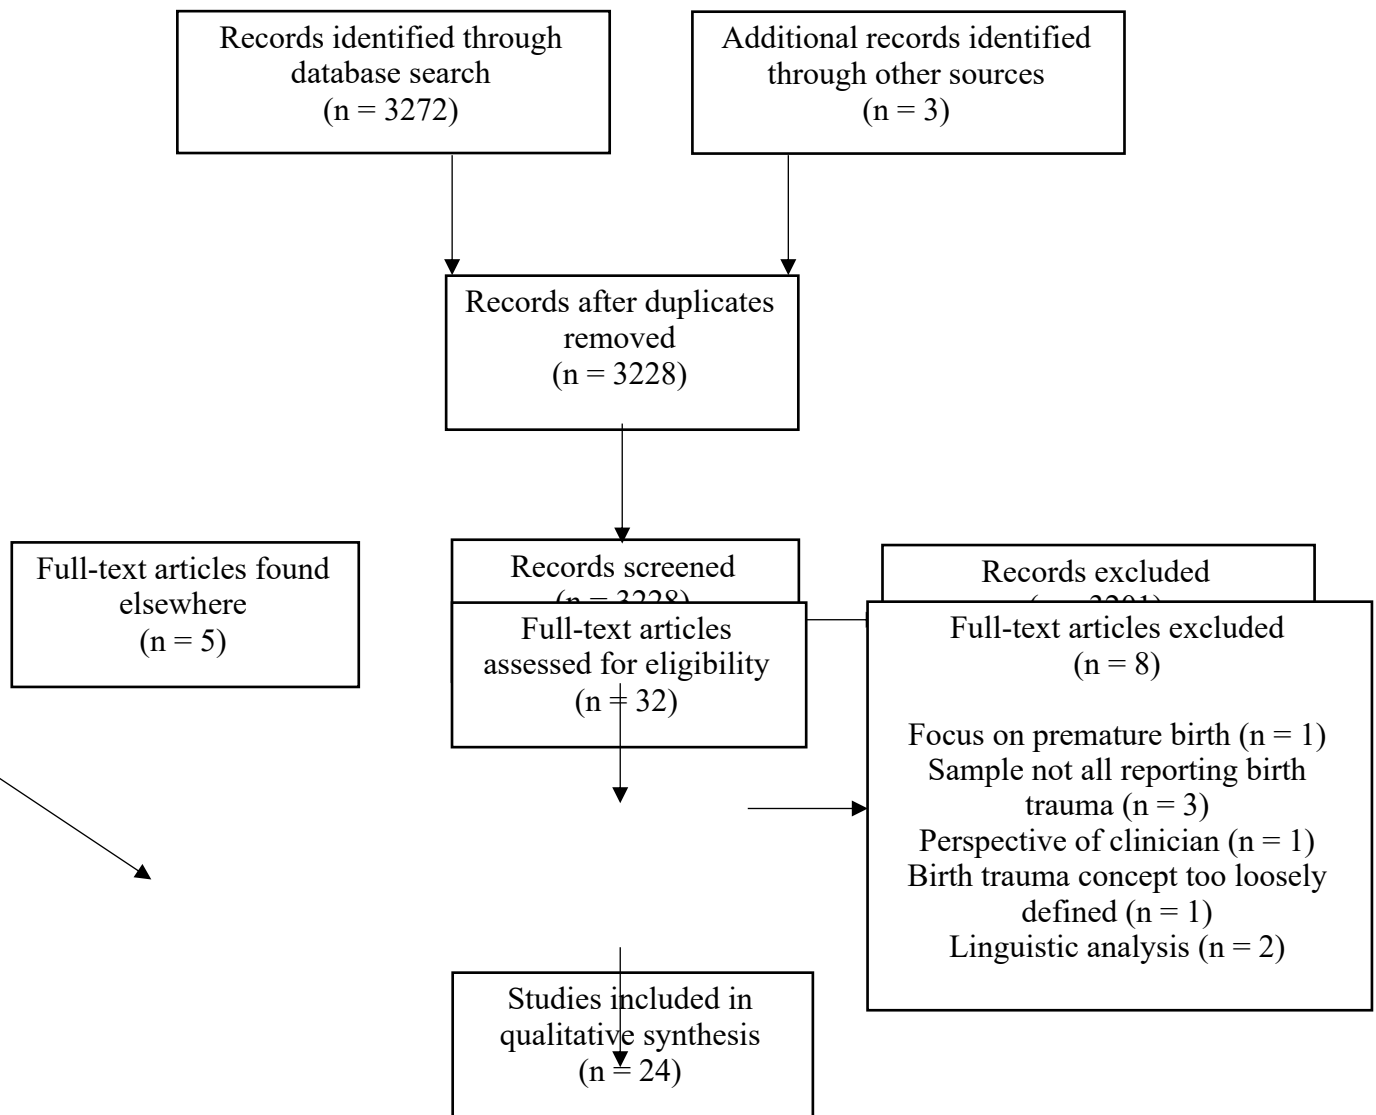 Records identified through
database search
(n = 3272)
Additional records identified
through other sources
(n = 3)
Records after duplicates
removed
(n = 3228)
Full-text articles found
elsewhere
(n = 5)
Records screened
(n = 3228)
Records excluded
3201)
Full-text articles
assessed for eligibility
(n = 32)
Full-text articles excluded
(n = 8)
Focus on premature birth (n = 1)
Sample not all reporting birth
trauma (n = 3)
Perspective of clinician (n = 1)
Birth trauma concept too loosely
defined (n = 1)
Linguistic analysis (n = 2)
Studies included in
qualitative synthesis
(n = 24)